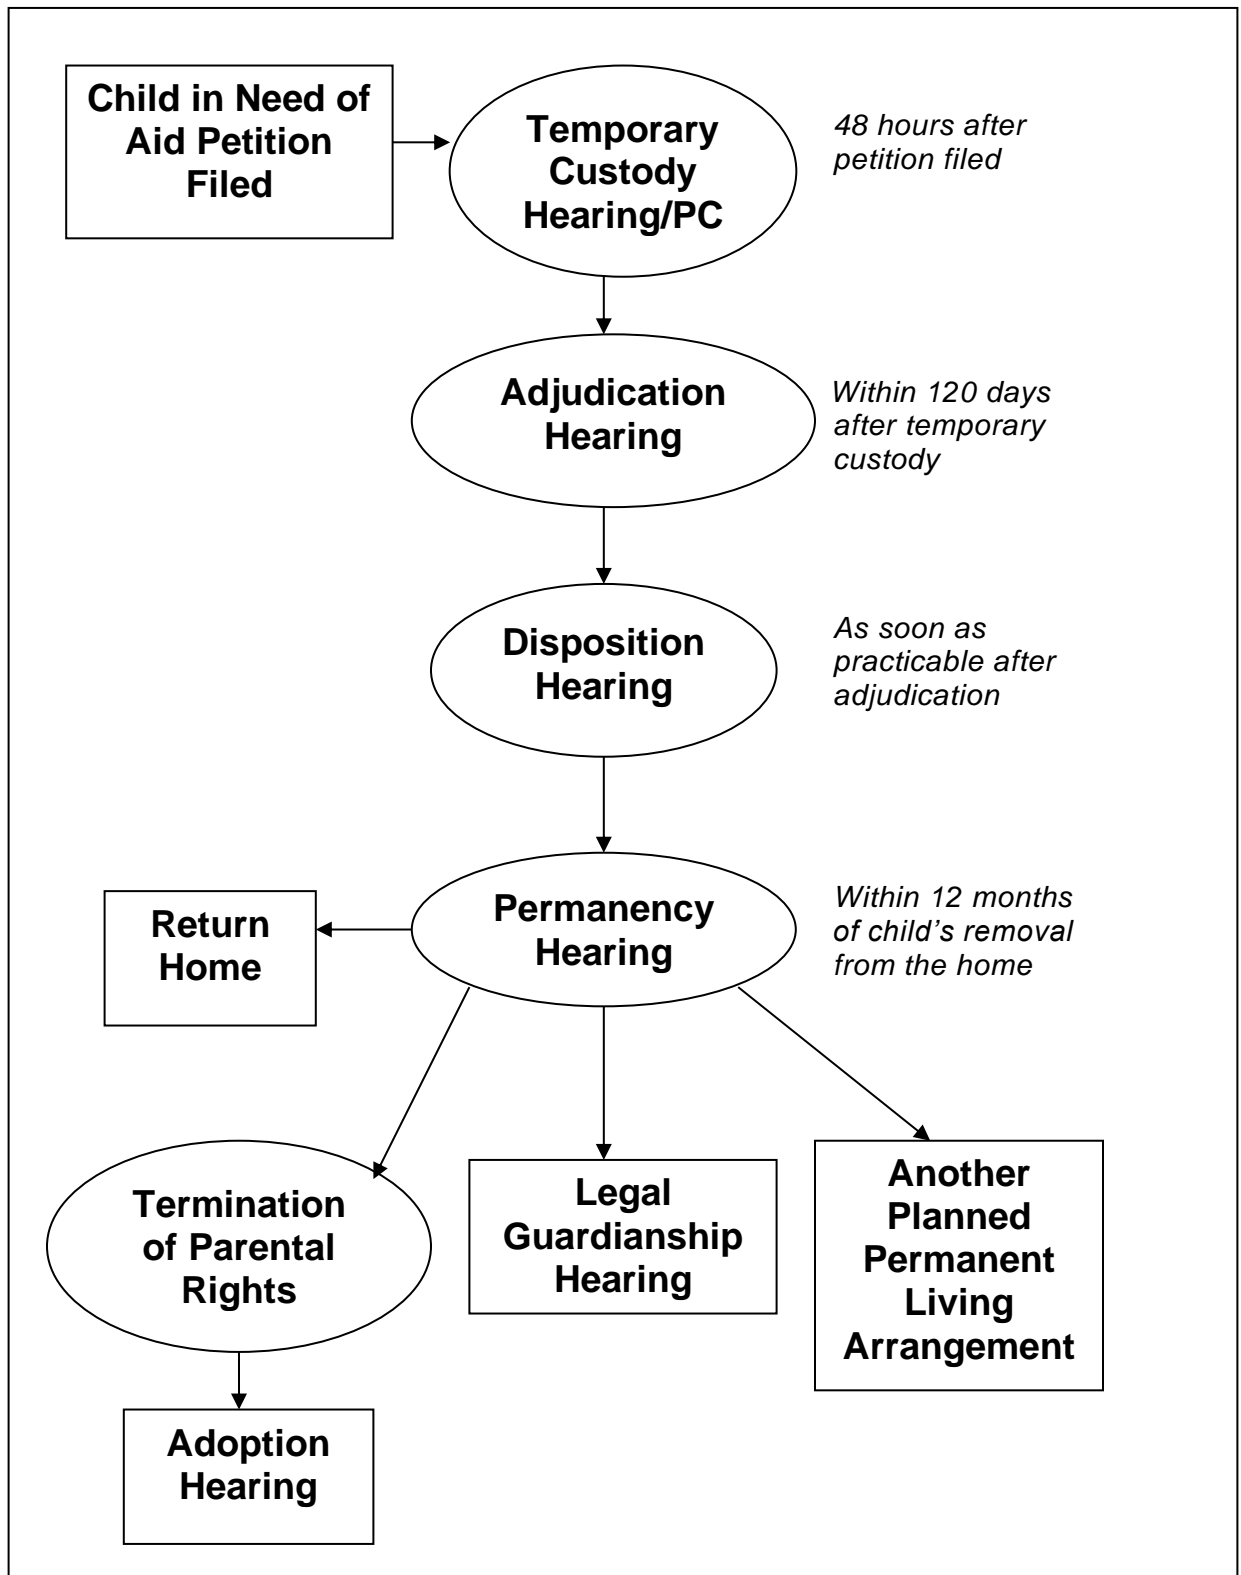 Child in Need of
Aid Petition
Filed
Temporary
Custody
Hearing/PC
48 hours after
petition filed
Adjudication
Hearing
Within 120 days
after temporary
custody
Disposition
Hearing
As soon as
practicable after
adjudication
Permanency
Hearing
Within 12 months
of child’s removal
from the home
Return
Home
Termination
of Parental
Rights
Legal
Guardianship
Hearing
Another
Planned
Permanent
Living
Arrangement
Adoption
Hearing